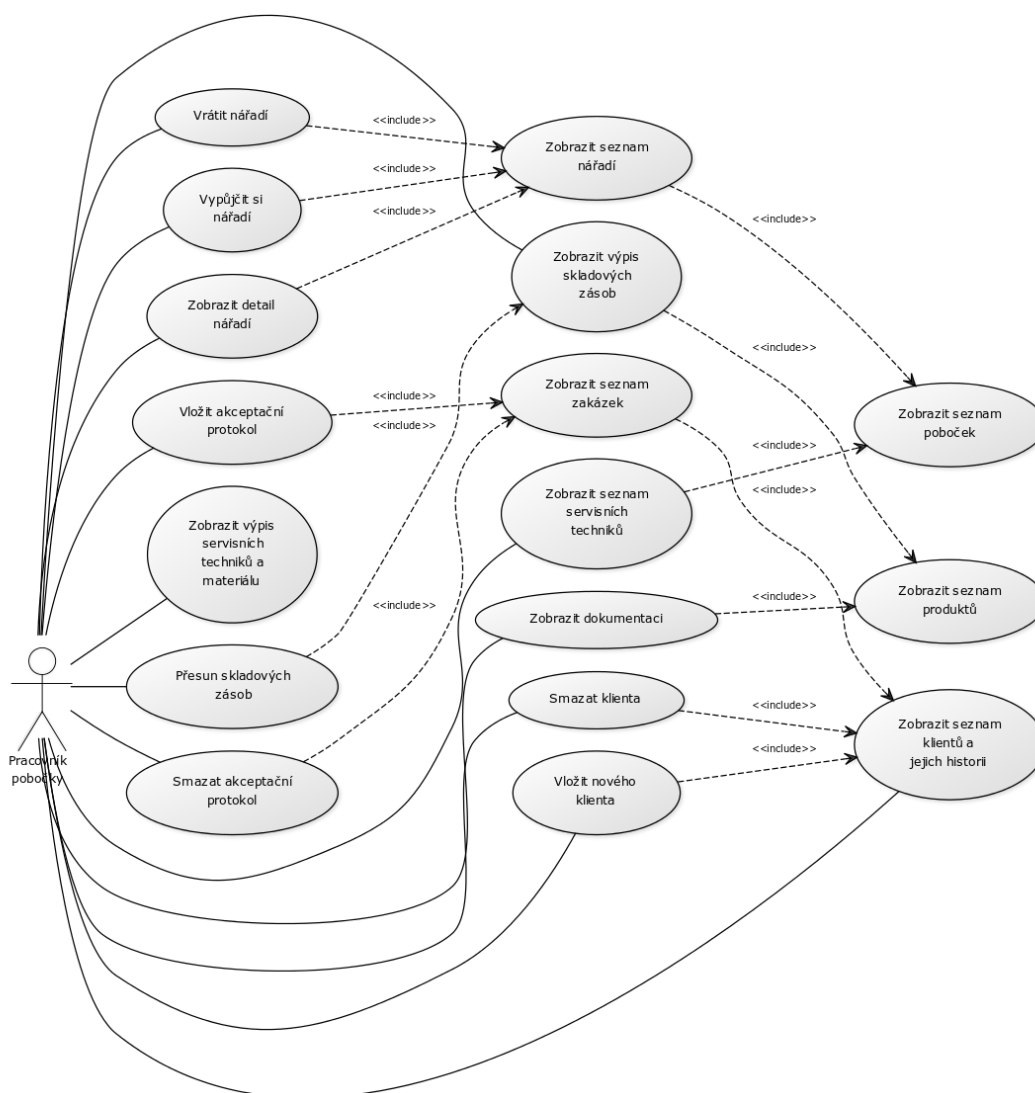 Vrátit nářadí
<<include>>
Zobrazit seznam
nářadí
Vypůjčit si
nářadí
<<include>>
<<include>>
<<include>>
Zobrazit výpis
skladových
zásob
Zobrazit detail
nářadí
<<include>>
Zobrazit seznam
zakázek
<<include>>
Vložit akceptační
protokol
<<include>>
Zobrazit seznam
poboček
<<include>>
Zobrazit seznam
servisních
techniků
<<include>>
Zobrazit výpis
servisních
techniků a
materiálu
<<include>>
Zobrazit dokumentaci
<<include>>
Zobrazit seznam
produktů
Přesun skladových
zásob
Smazat klienta
<<include>>
Zobrazit seznam
klientů a
jejich historii
<<include>>
Pracovník
pobočky
Smazat akceptační
protokol
Vložit nového
klienta